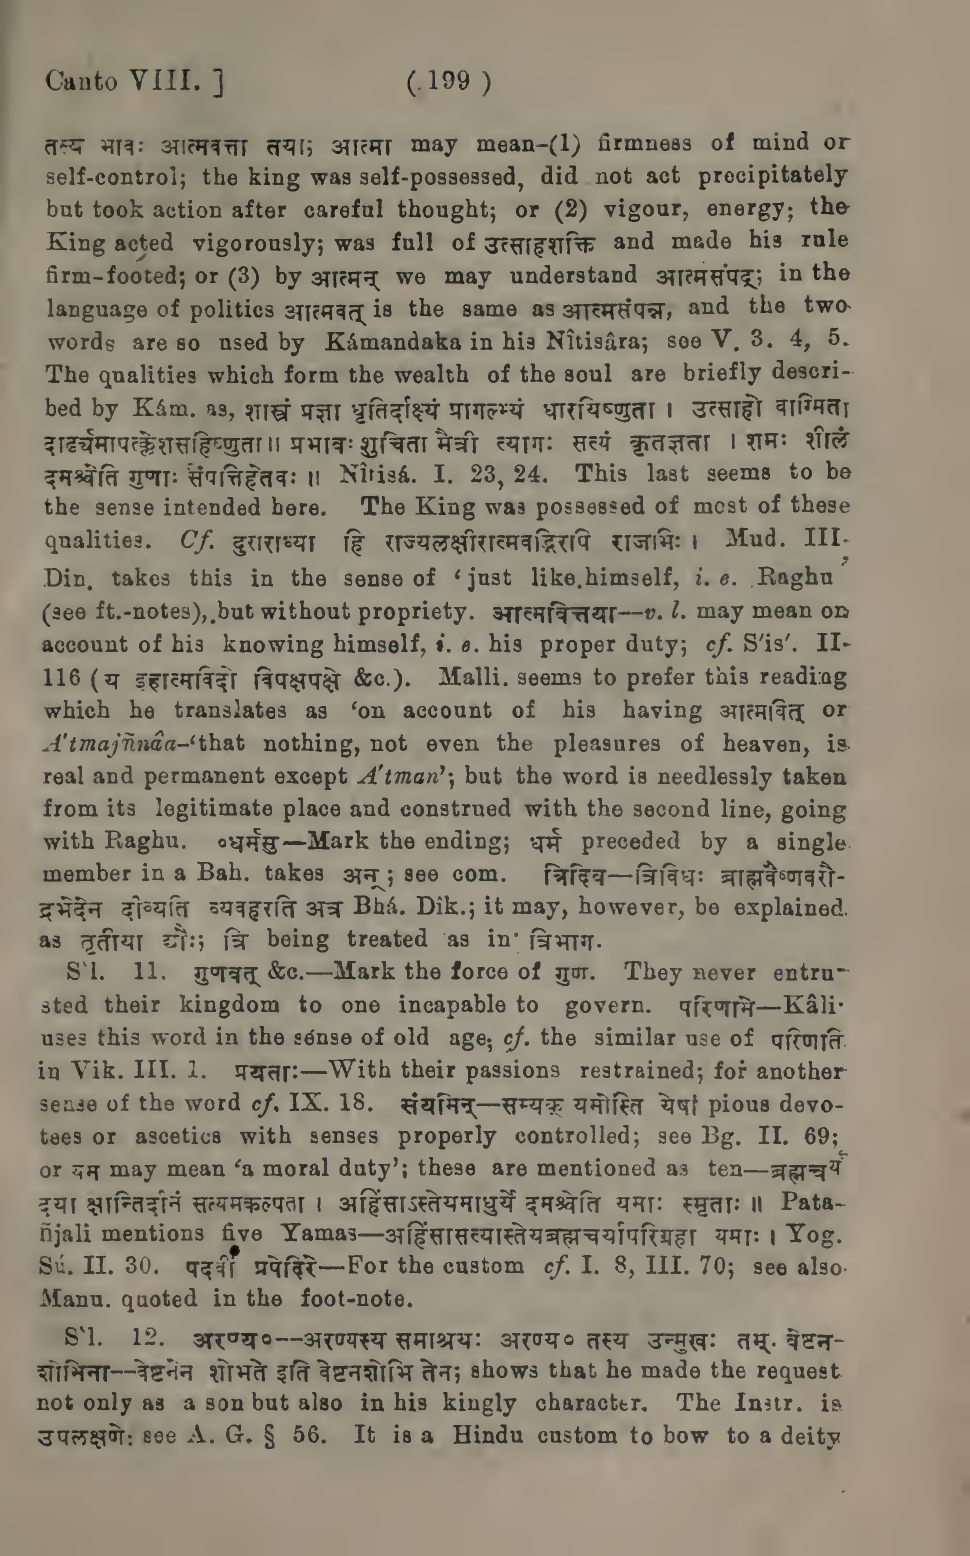 Canto VIII. ] ( 199 )
तस्य भावः आत्मवत्ता तया; आत्मा may mean-(1) firmness of mind or
self-control; the king was self-possessed, did not act precipitately
but took action after careful thought; or (2) vigour, energy; the
King acted vigorously; was full of उत्साहशक्ति and made his rule
firm-footed; or (3) by आत्मन् we may understand आत्मसंपद्; in the
language of politics आत्मवत् is the same as आत्मसंपन्न, and the two
words are so used by Kámandaka in his Nîtisâra; see V. 3. 4, 5.
The qualities which form the wealth of the soul are briefly descri-
bed by Kám. as, शास्त्रं प्रज्ञा धृतिर्दाक्ष्यं प्रागल्भ्यं धारयिष्णुता । उत्साहो वाग्मिता
दार्ढ्यमापत्क्लेशसहिष्णुता ॥ प्रभावः शुचिता मैत्री त्यागः सत्यं कृतज्ञता । शमः शीलं
दमश्चेति गुणाः संपत्तिहेतवः ॥ Nîtisá. I. 23, 24. This last seems to be
the sense intended here. The King was possessed of most of these
qualities. Cf. दुराराध्या हि राज्यलक्ष्मीरात्मवद्भिरपि राजभिः । Mud. III.
Din. takes this in the sense of ‘just like himself, i. e. Raghu’
(see ft.-notes), but without propriety. आत्मवित्तया--v. l. may mean on
account of his knowing himself, i. e. his proper duty; cf. S'is'. II-
116 ( य इहात्मविदो विपक्षपक्षे &c.). Malli. seems to prefer this reading
which he translates as ‘on account of his having आत्मवित् or
A'tmajñnâa-‘that nothing, not even the pleasures of heaven, is
real and permanent except A'tman’; but the word is needlessly taken
from its legitimate place and construed with the second line, going
with Raghu. ०धर्मसु—Mark the ending; धर्म preceded by a single
member in a Bah. takes अन्; see com. त्रिदिव—त्रिविधः ब्राह्मवैष्णवरौ-
द्रभेदेन दीव्यति व्यवहरति अत्र Bhá. Dîk.; it may, however, be explained
as तृतीया द्यौः; त्रि being treated as in त्रिभाग.
S'l. 11. गुणवत् &c.—Mark the force of गुण. They never entru-
sted their kingdom to one incapable to govern. परिणामे—Kâli.
uses this word in the sense of old age; cf. the similar use of परिणति
in Vik. III. 1. प्रयताः—With their passions restrained; for another
sense of the word cf. IX. 18. संयमिन्—सम्यक् यमोस्ति येषां pious devo-
tees or ascetics with senses properly controlled; see Bg. II. 69;
or यम may mean ‘a moral duty’; these are mentioned as ten—ब्रह्मचर्यं
दया क्षान्तिर्दानं सत्यमकल्पता । अहिंसाऽस्तेयमाधुर्ये दमश्चेति यमाः स्मृताः ॥ Pata-
ñjali mentions five Yamas—अहिंसासत्यास्तेयब्रह्मचर्यापरिग्रहा यमाः । Yog.
Sú. II. 30. पदवीं प्रपेदिरे—For the custom cf. I. 8, III. 70; see also
Manu. quoted in the foot-note.
S'l. 12. अरण्य०--अरण्यस्य समाश्रयः अरण्य० तस्य उन्मुखः तम्. वेष्टन-
शोभिना--वेष्टनेन शोभते इति वेष्टनशोभि तेन; shows that he made the request
not only as a son but also in his kingly character. The Instr. is
उपलक्षणे: see A. G. § 56. It is a Hindu custom to bow to a deity